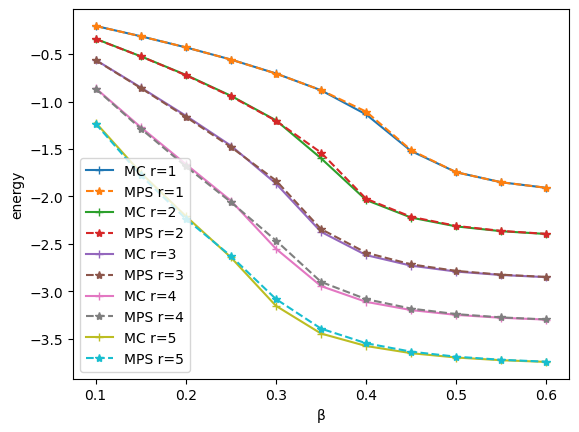 −0.5
−1.0
−1.5
−2.0
−2.5
−3.0
−3.5
energy
MC r=1
MPS r=1
MC r=2
MPS r=2
MC r=3
MPS r=3
MC r=4
MPS r=4
MC r=5
MPS r=5
0.1 0.2 0.3 0.4 0.5 0.6
β